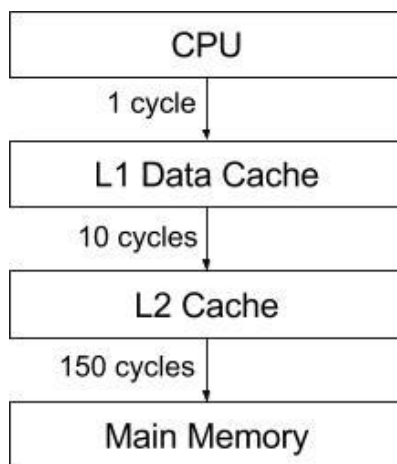 CPU
1 cycle
L1 Data Cache
10 cycles
L2 Cache
150 cycles
Main Memory